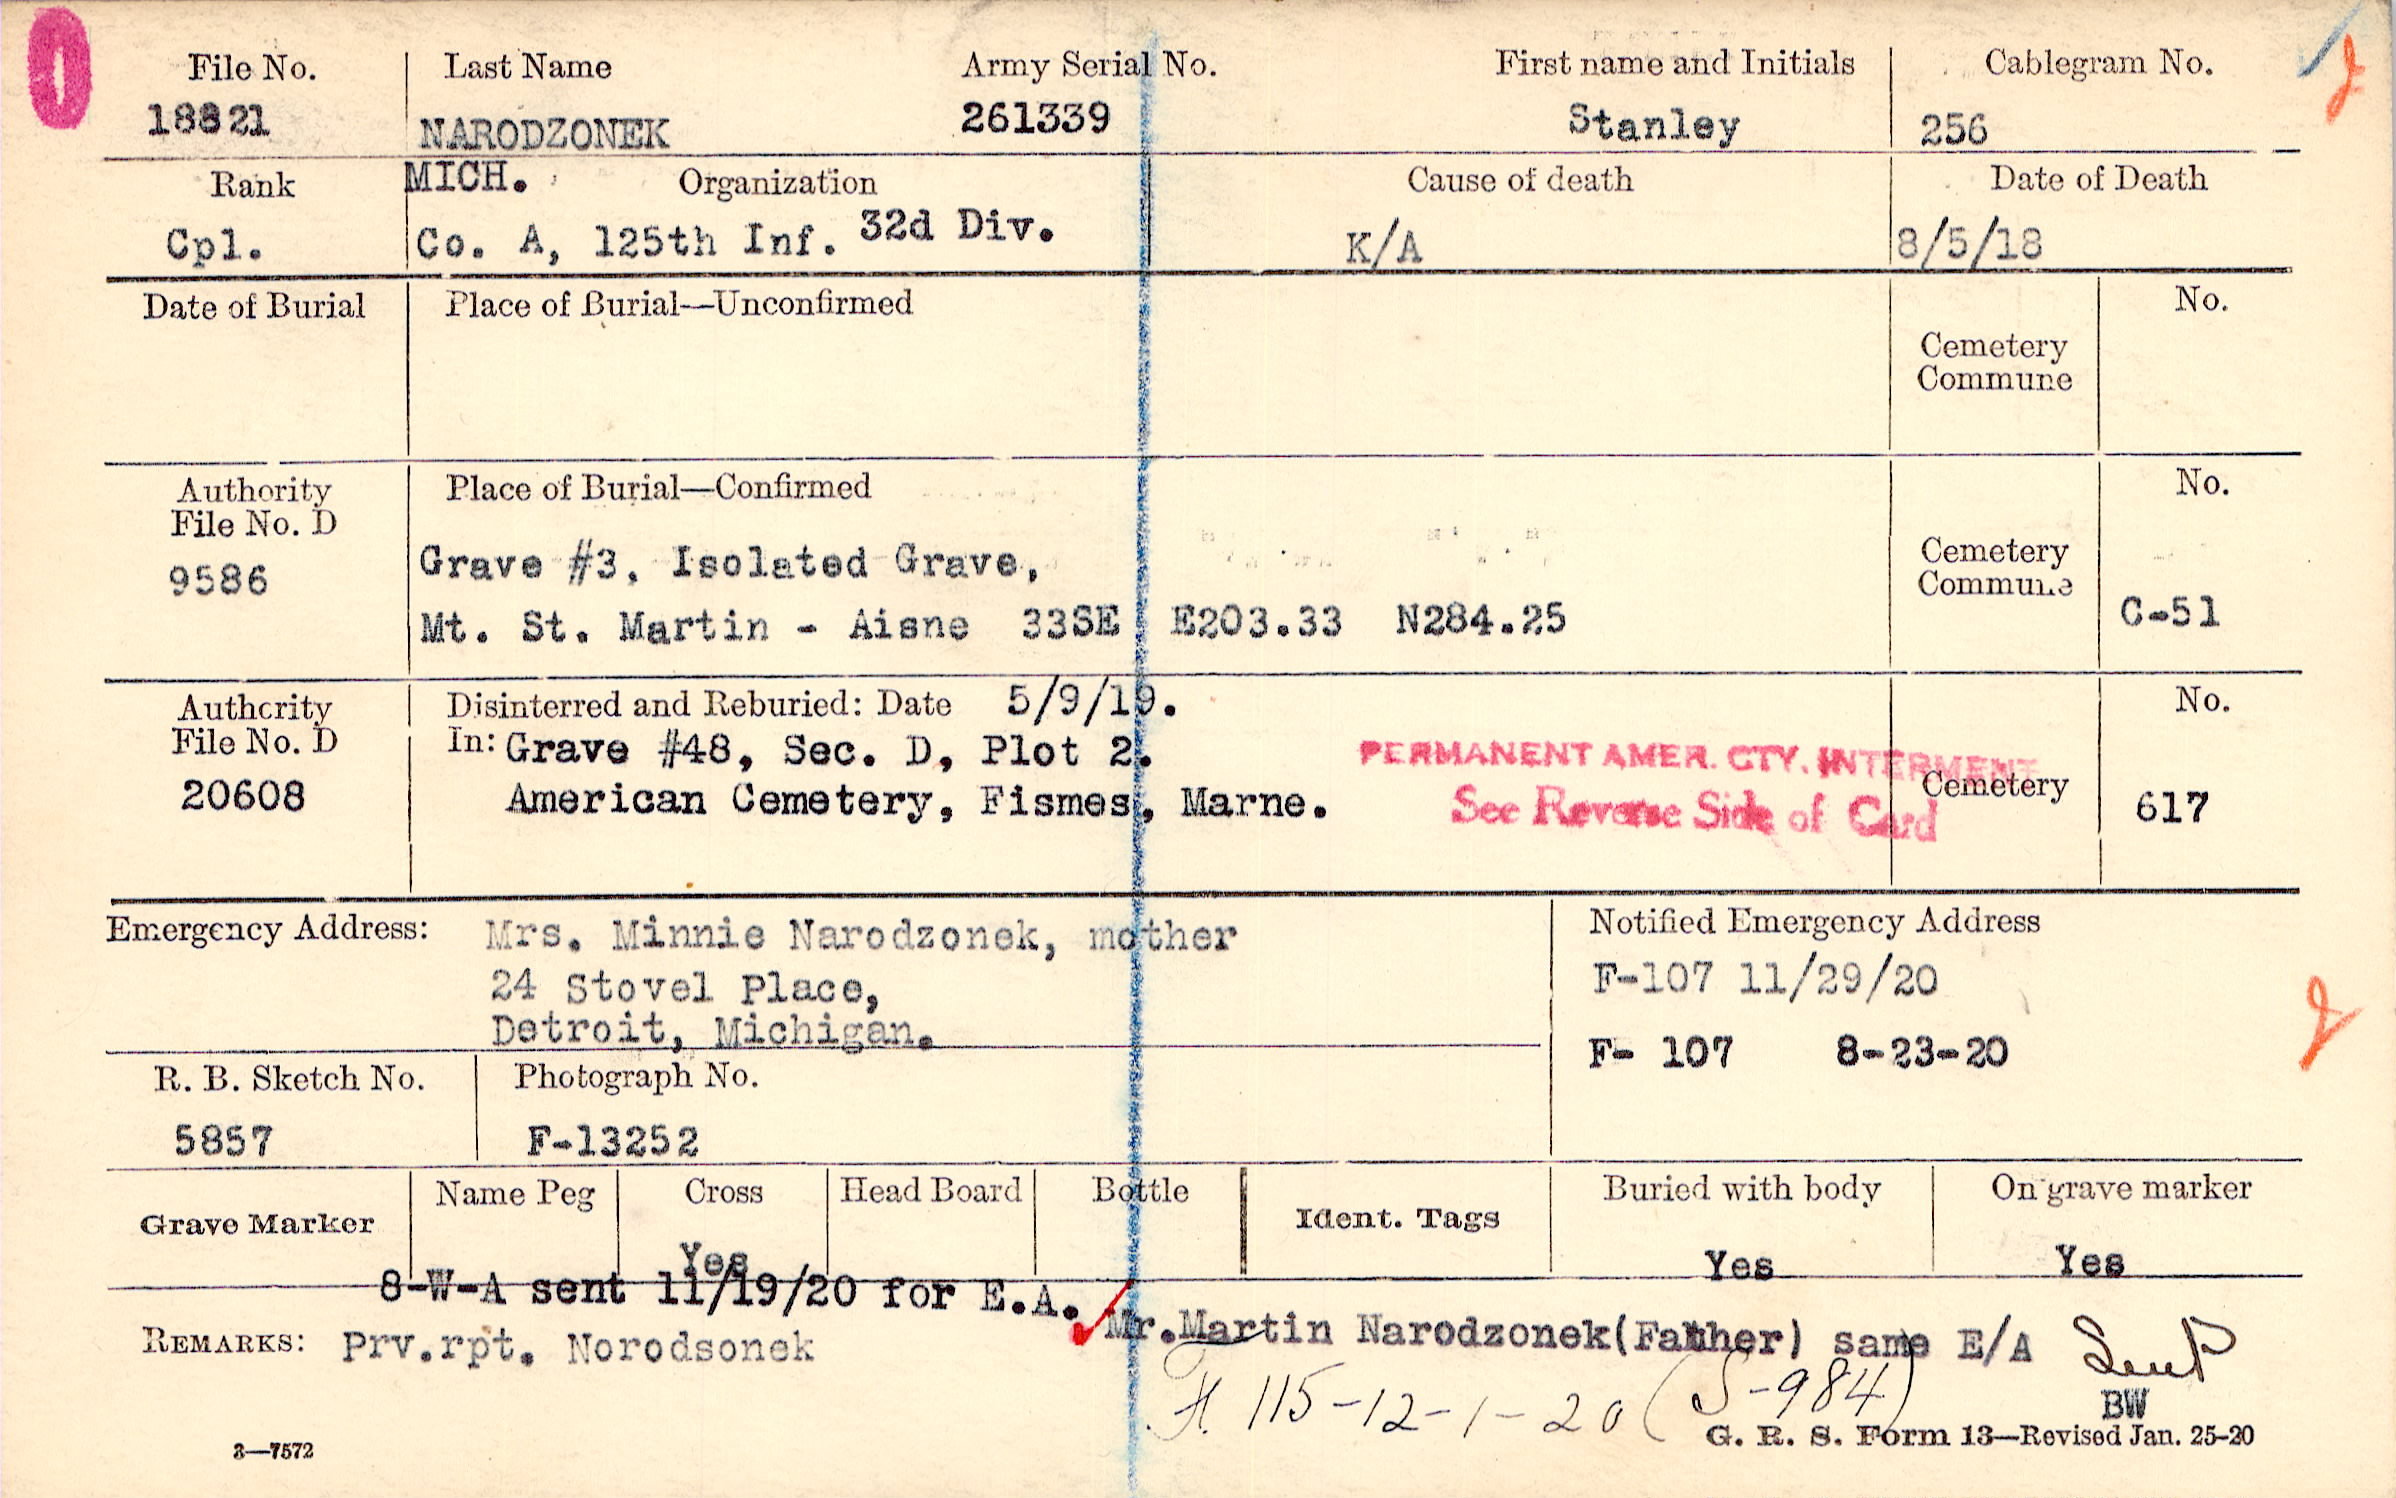 File No. Last Name Army Serial No. First name and Initials Cablegram No.
18821 NARODZONEK 261339 Stanley 256
Rank MICH. Organization Cause of death Date of Death
Cpl. Co. A, 125th Inf. 32d Div. K/A 8/5/18
Date of Burial Place of Burial—Unconfirmed No.
Cemetery
Commune
Authority Place of Burial—Confirmed No.
File No. D
9586 Grave #3, Isolated Grave, Cemetery
Commune
Mt. St. Martin - Aisne 33SE E203.33 N284.25 C-51
Authority Disinterred and Reburied: Date 5/9/19. No.
File No. D In: Grave #48, Sec. D, Plot 2. PERMANENT AMER. CTY. INTERMENT
20608 American Cemetery, Fismes, Marne. See Reverse Side of Card Cemetery 617
Emergency Address: Mrs. Minnie Narodzonek, mother Notified Emergency Address
24 Stovel Place, F-107 11/29/20
Detroit, Michigan. F- 107 8-23-20
R. B. Sketch No. Photograph No.
5857 F-13252
Grave Marker Name Peg Cross Head Board Bottle Ident. Tags Buried with body On grave marker
Yes Yes Yes
8-W-A sent 11/19/20 for E.A.
Mr.Martin Narodzonek(Father) same E/A
REMARKS: Prv.rpt. Norodsonek
115-12-1-20 (S-984)
BW
3—7572 G. R. S. Form 13—Revised Jan. 25-20